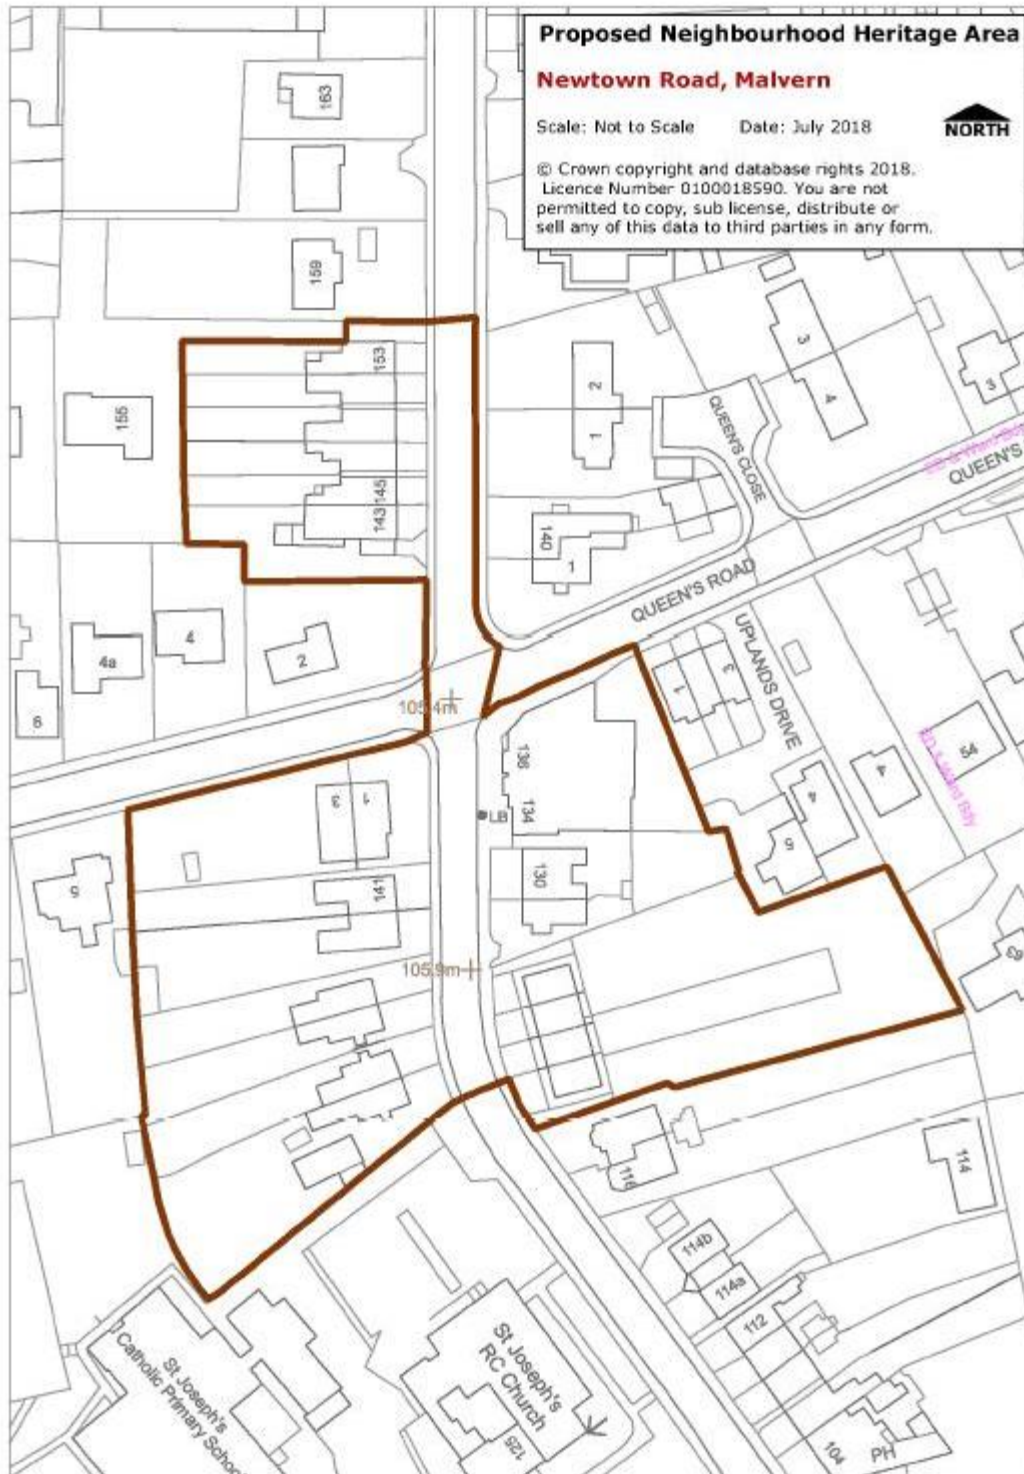 Proposed Neighbourhood Heritage Area
Newtown Road, Malvern
Scale: Not to Scale
Date: July 2018
NORTH
© Crown copyright and database rights 2018.
Licence Number 0100018590. You are not
permitted to copy, sub license, distribute or
sell any of this data to third parties in any form.
163
159
153
155
145
143
2
1
3
4
QUEEN'S CLOSE
QUEEN'S
140
1
QUEEN'S ROAD
4
4a
2
6
105.4m
1
3
UPLANDS DRIVE
54
ED & Ward Bdy
4
4
5
136
134
LB
3
1
141
130
5
63
105.9m
116
114
114b
114a
112
104
PH
St Joseph's
RC Church
125
St Joseph's
Catholic Primary School